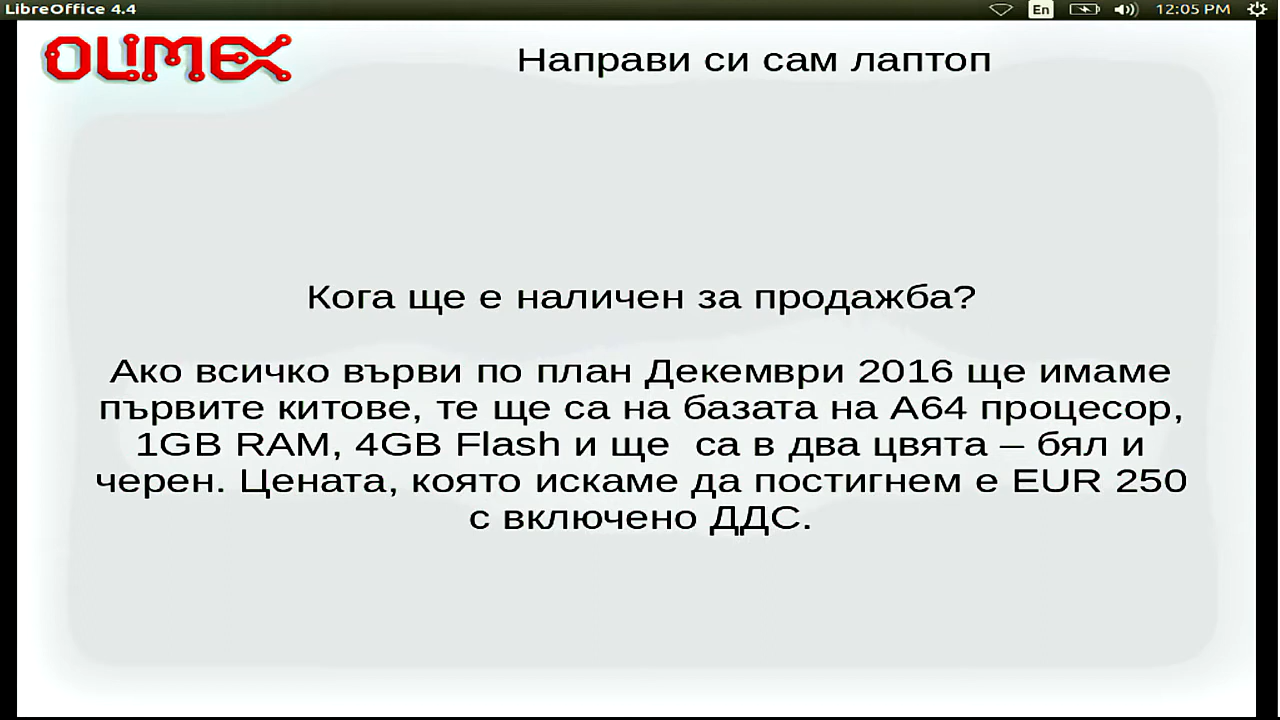 LibreOffice 4.4
En
12:05 PM
OLIMEX
Направи си сам лаптоп
Кога ще е наличен за продажба?
Ако всичко върви по план Декември 2016 ще имаме
първите китове, те ще са на базата на А64 процесор,
1GB RAM, 4GB Flash и ще са в два цвята – бял и
черен. Цената, която искаме да постигнем е EUR 250
с включено ДДС.